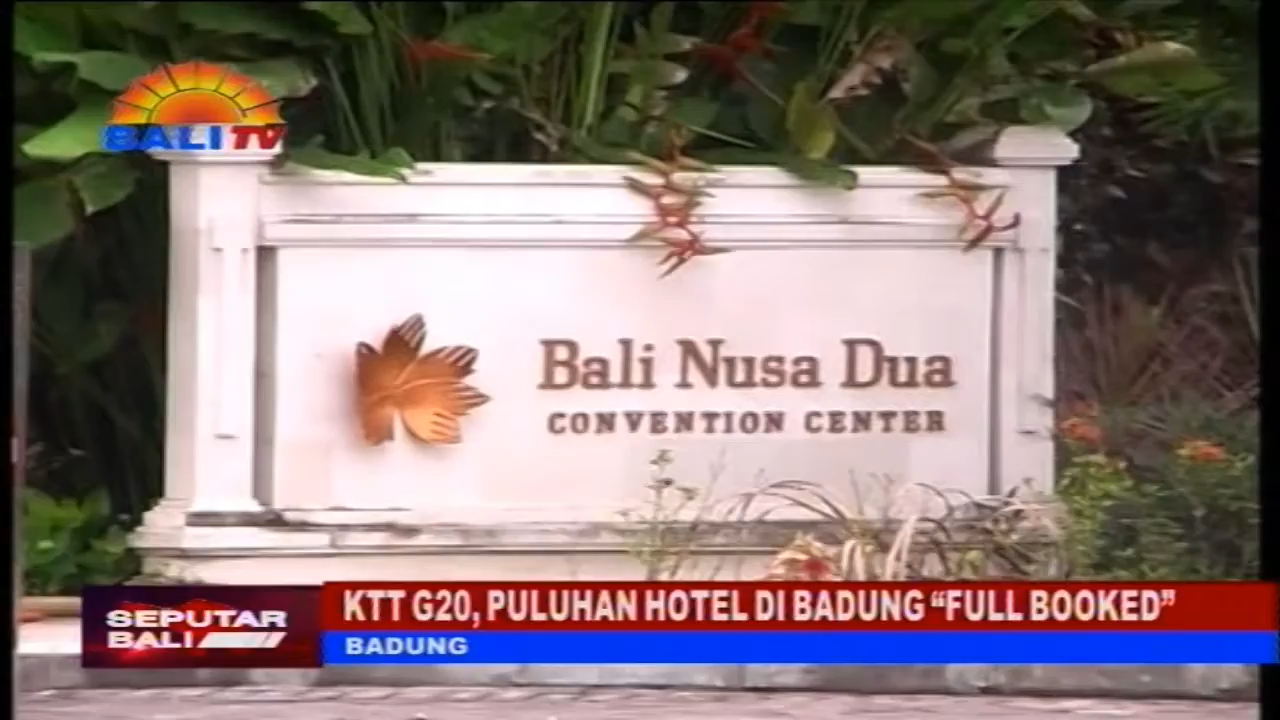 BALI TV
Bali Nusa Dua
CONVENTION CENTER
SEPUTAR
BALI
KTT G20, PULUHAN HOTEL DI BADUNG “FULL BOOKED”
BADUNG